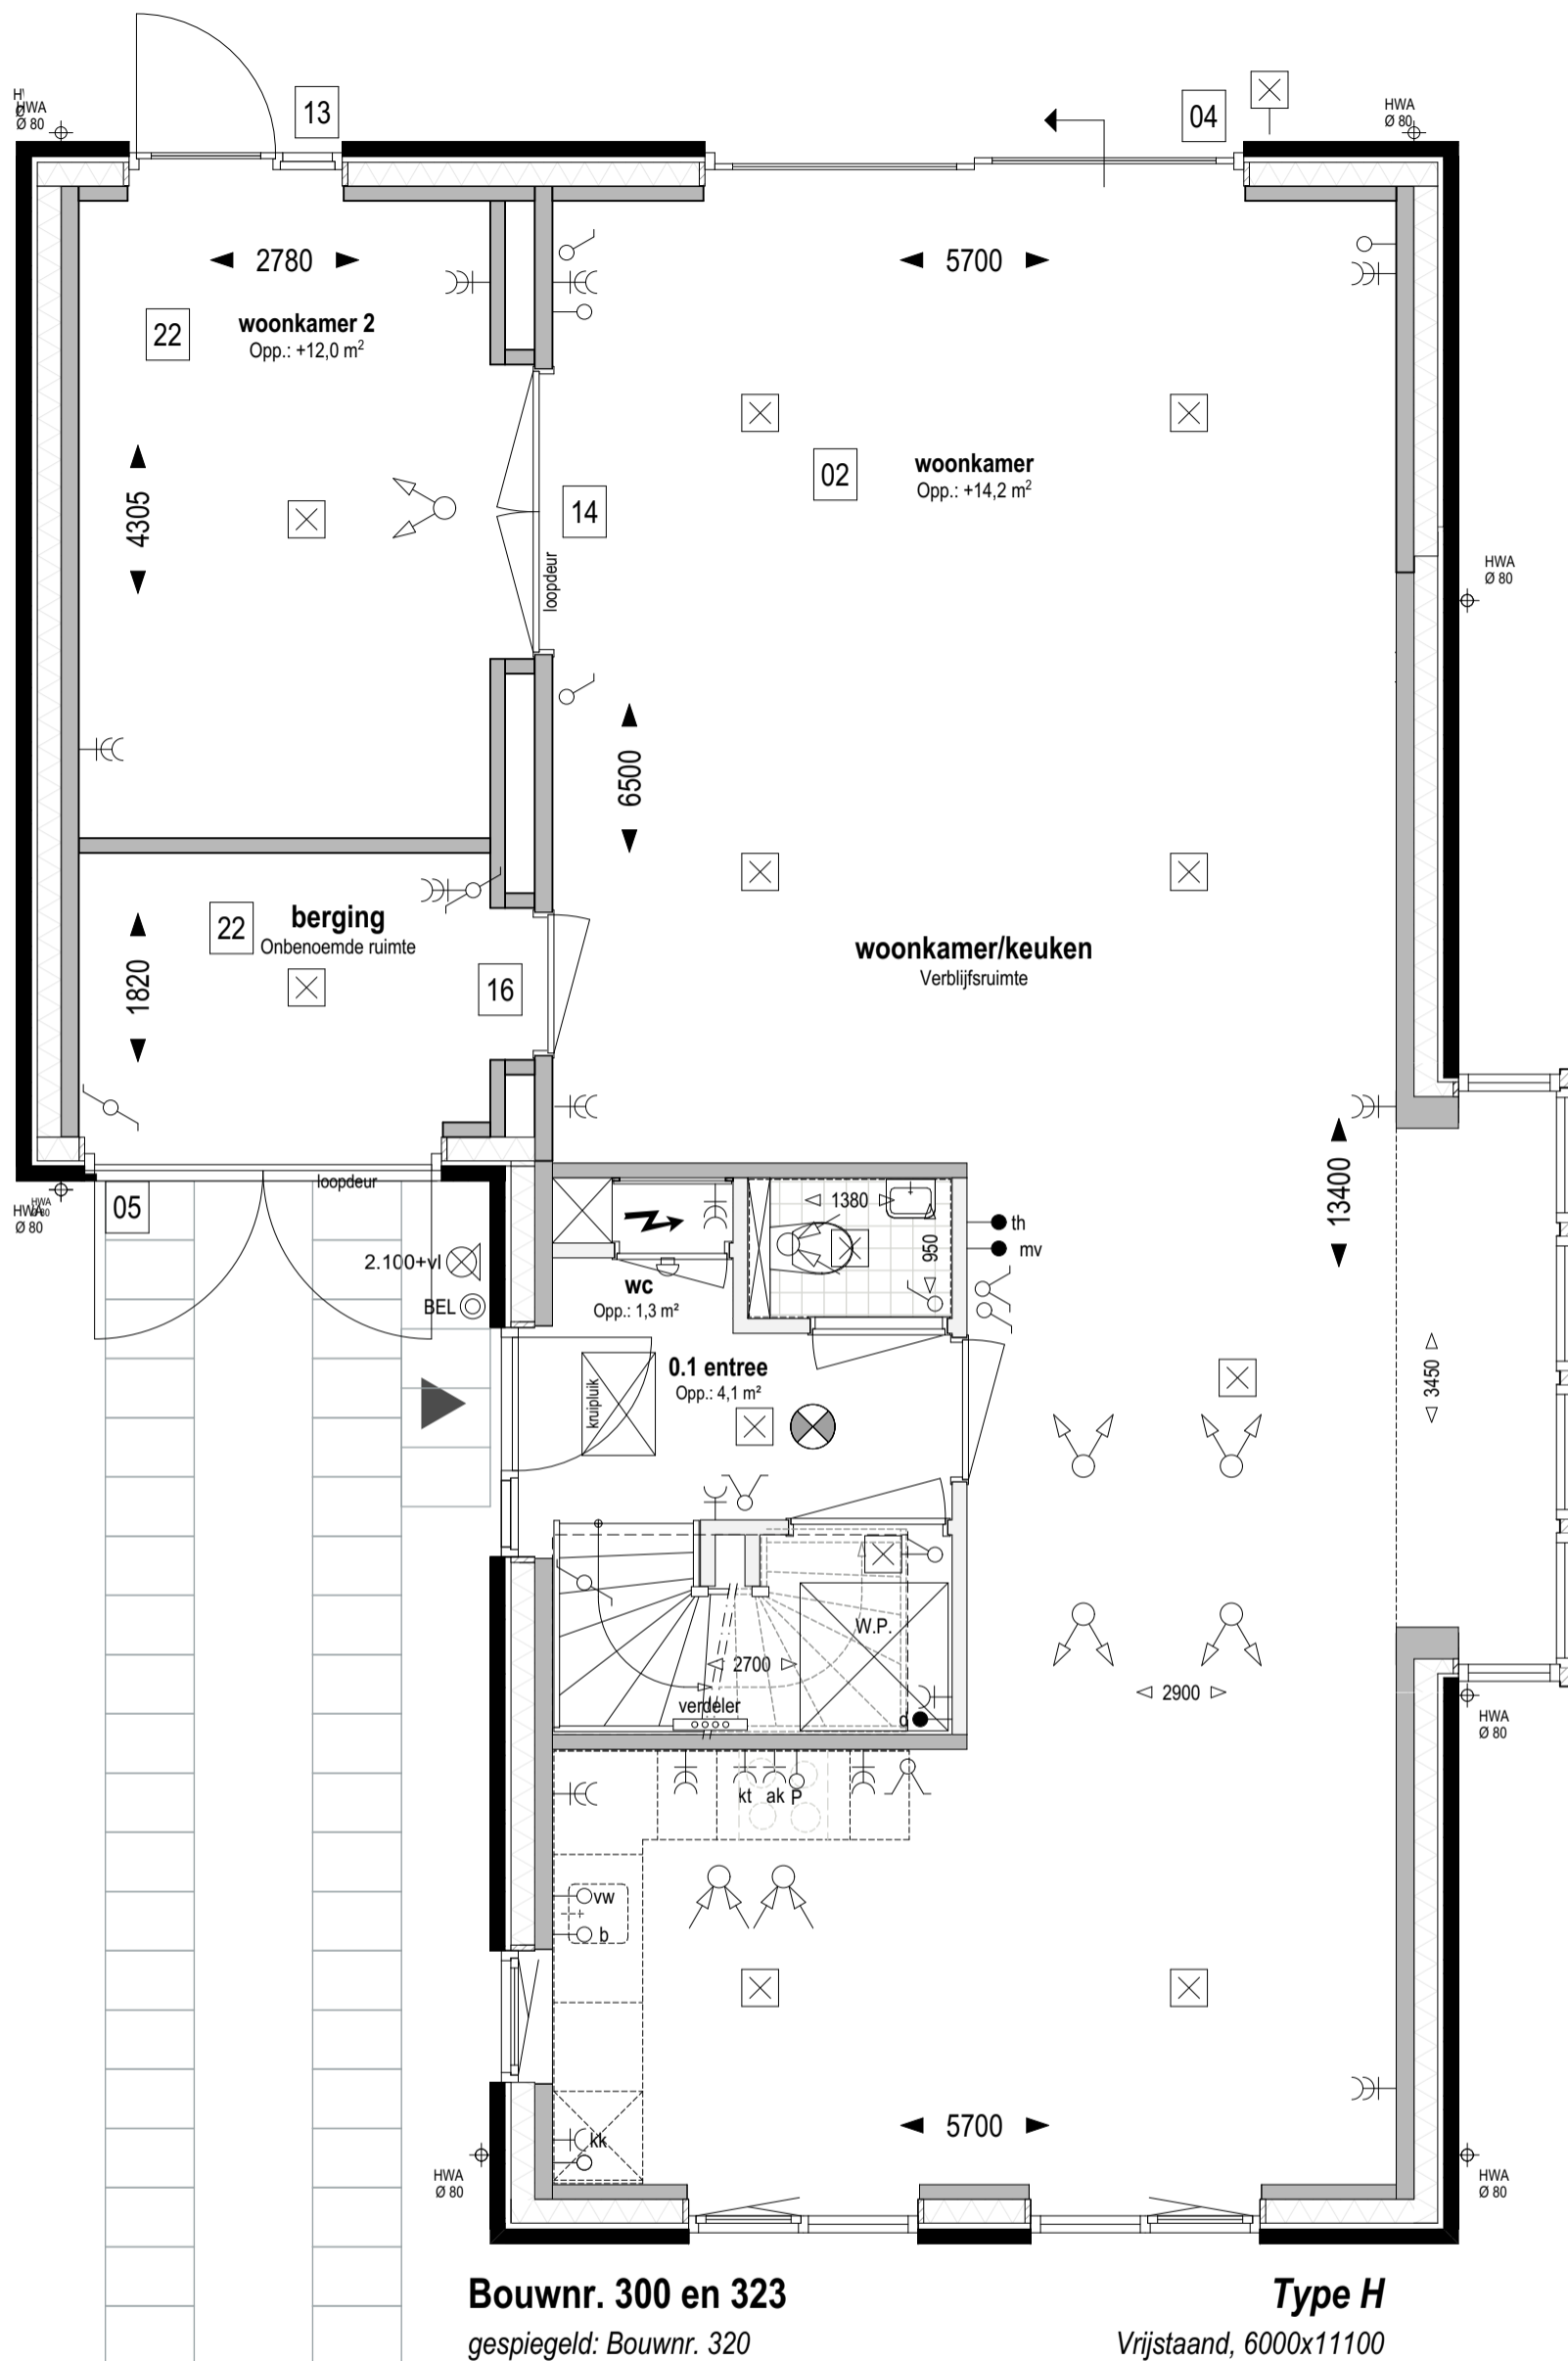 13
04
HWA
Ø 80
HWA
Ø 80
2780
5700
22
woonkamer 2
Opp.: +12,0 m²
02
woonkamer
Opp.: +14,2 m²
4305
14
loopdeur
HWA
Ø 80
6500
22
berging
Onbenoemde ruimte
1820
16
woonkamer/keuken
Verblijfsruimte
13400
loopdeur
05
HWA
Ø 80
HWA
2.100+vl
BEL
1380
950
th
mv
wc
Opp.: 1,3 m²
0.1 entree
Opp.: 4,1 m²
kruipluik
3450
W.P.
2700
verdeler
d
2900
HWA
Ø 80
kt
ak
P
vw
b
kk
5700
HWA
Ø 80
HWA
Ø 80
Bouwnr. 300 en 323
Type H
gespiegeld: Bouwnr. 320
Vrijstaand, 6000x11100